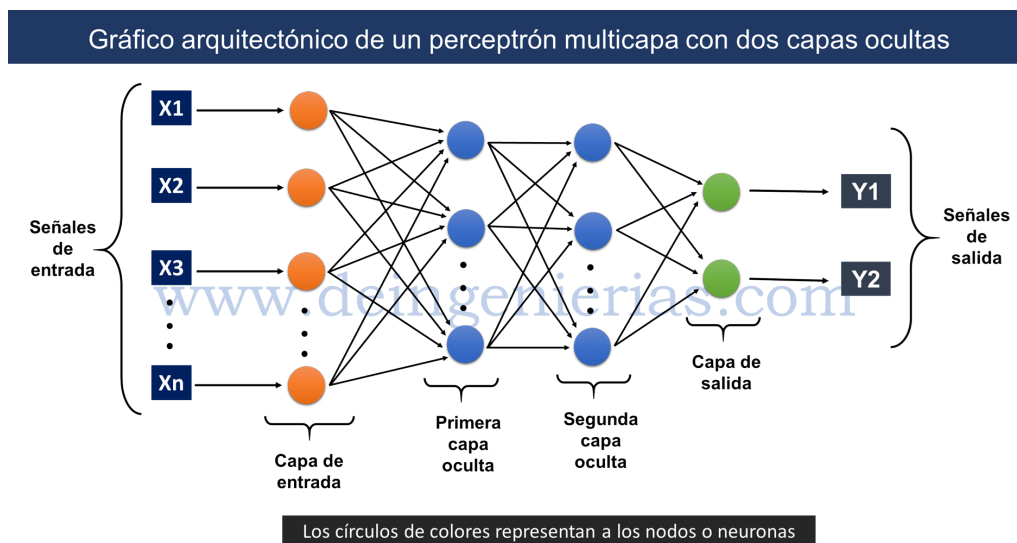 Gráfico arquitectónico de un perceptrón multicapa con dos capas ocultas
X1
X2
X3
Xn
Señales
de
entrada
Capa de
entrada
Primera
capa
oculta
Segunda
capa
oculta
Capa de
salida
Y1
Y2
Señales
de
salida
www.deingenierias.com
Los círculos de colores representan a los nodos o neuronas